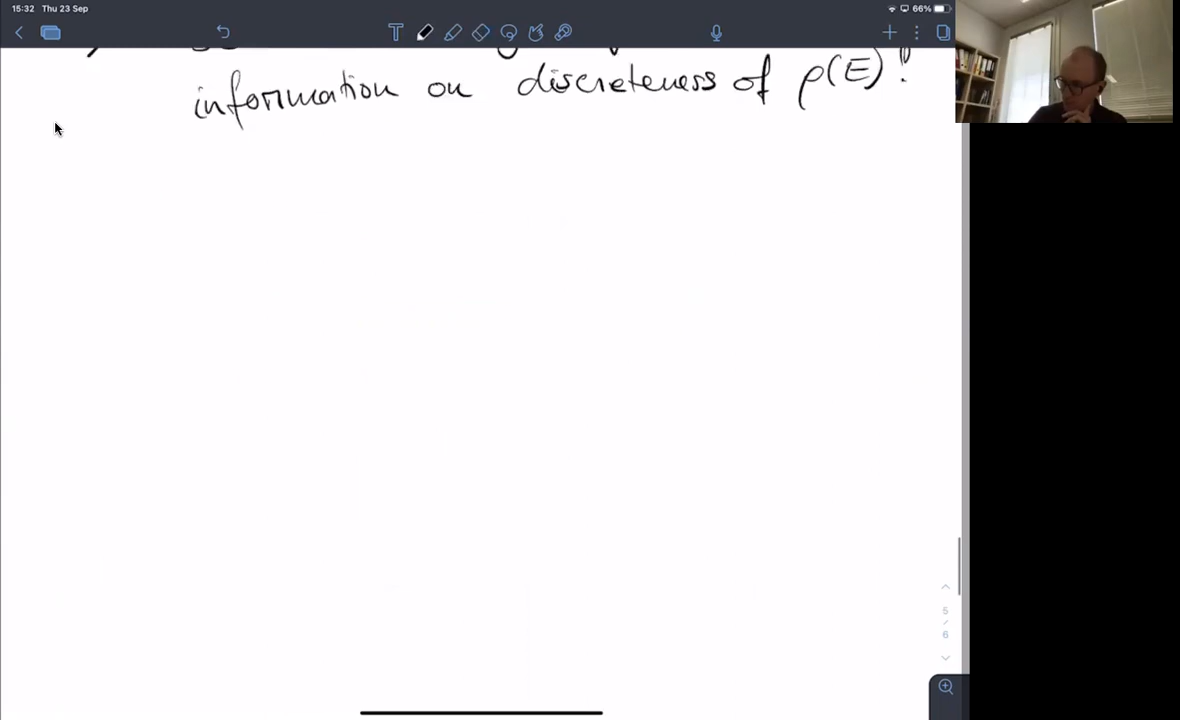 15:32 Thu 23 Sep
66%
T
information on discreteness of ρ(E)!
5
/
6